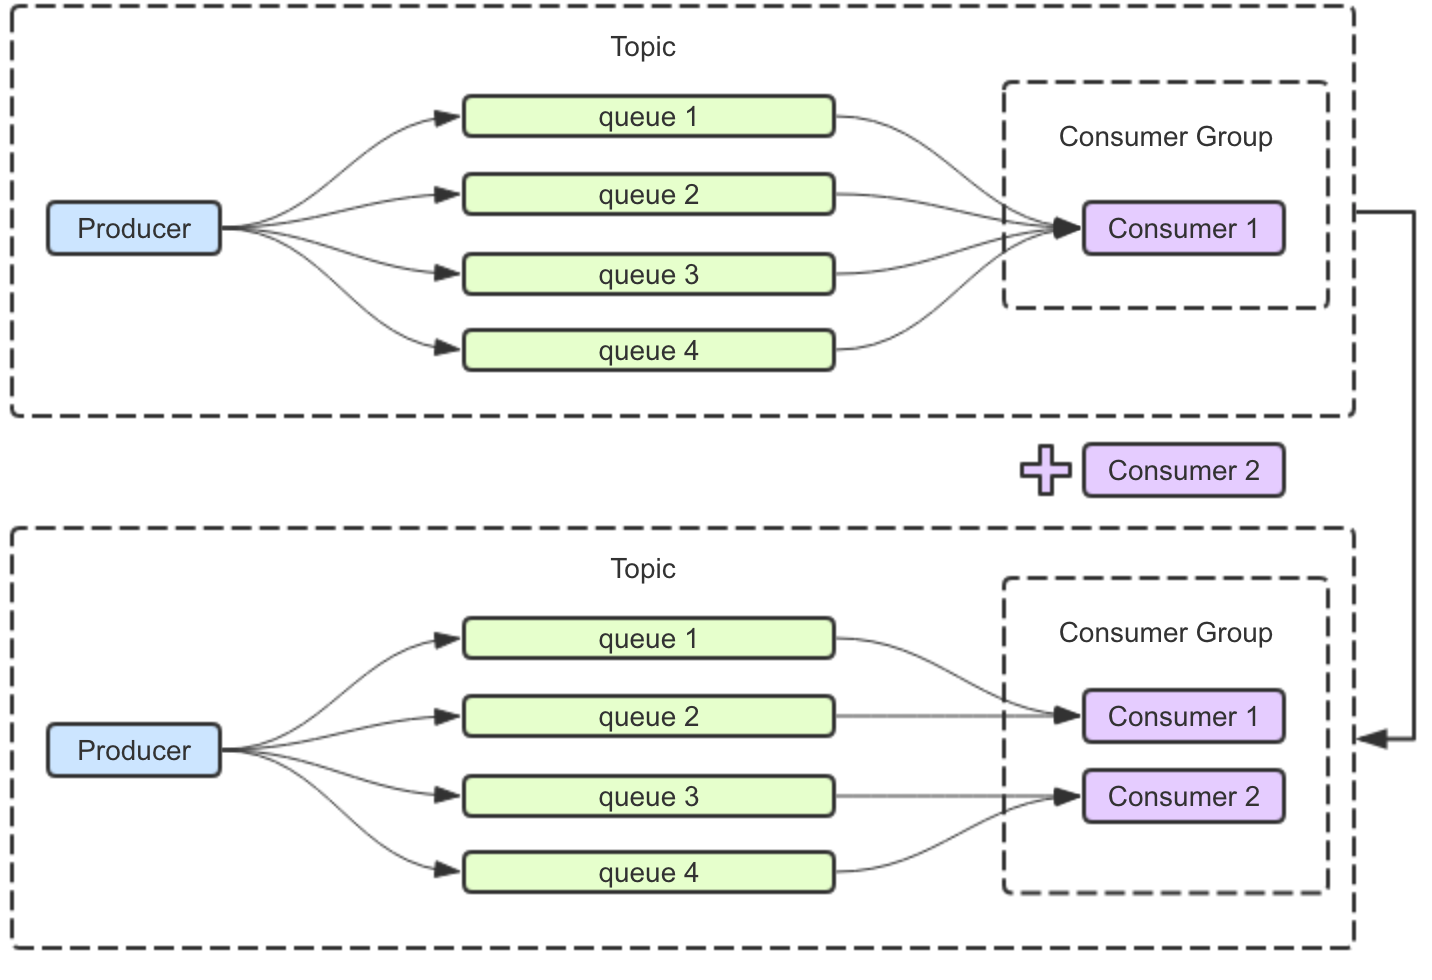 Topic
queue 1
Consumer Group
queue 2
Producer
Consumer 1
queue 3
queue 4
Consumer 2
Topic
queue 1
Consumer Group
queue 2
Consumer 1
Producer
queue 3
Consumer 2
queue 4